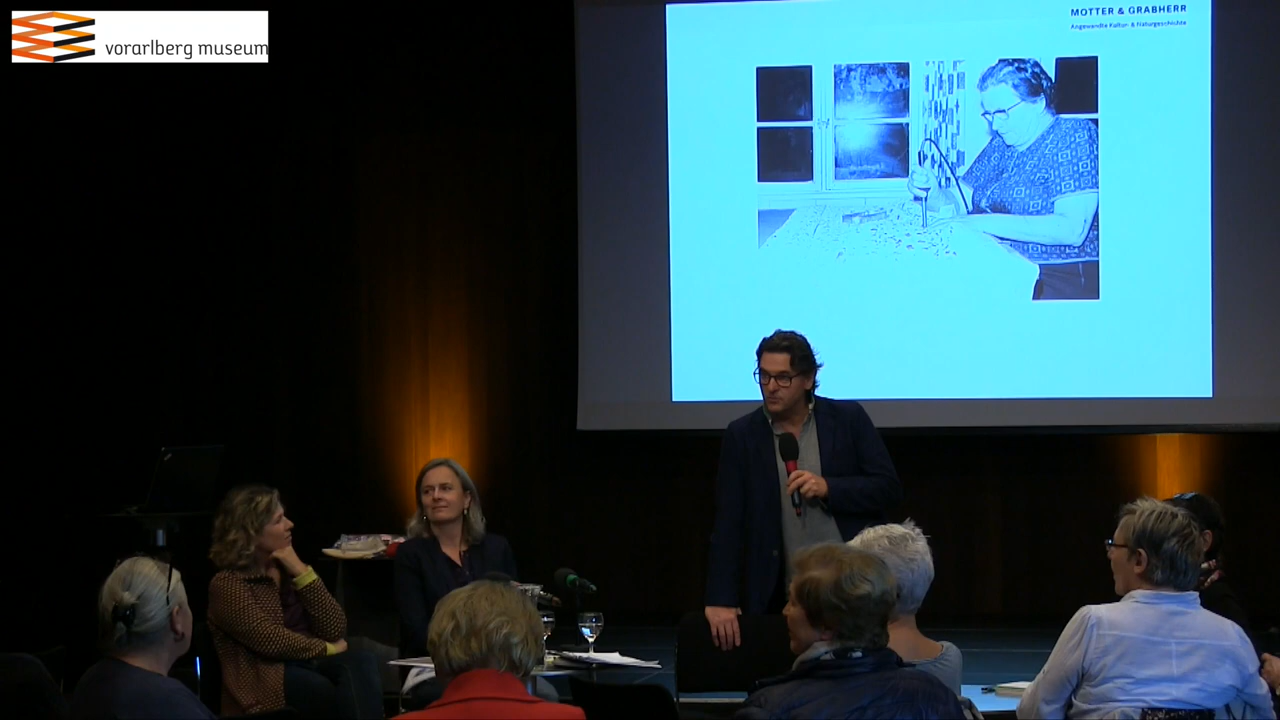 vorarlberg museum
MOTTER & GRABHERR
Angewandte Kultur- & Naturgeschichte